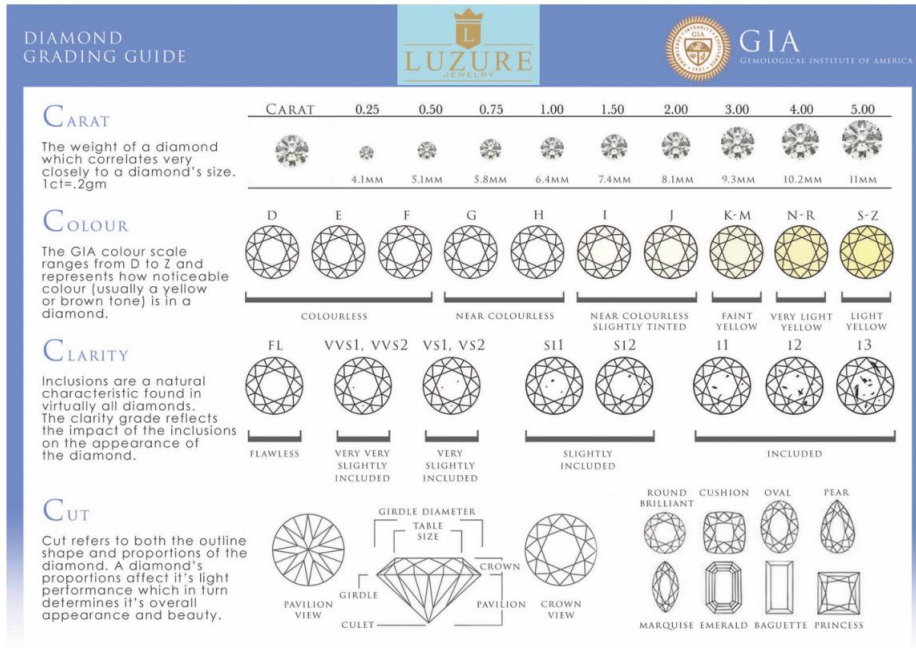 DIAMOND
GRADING GUIDE
L
LUZURE
JEWELRY
GIA
GIA
GEMOLOGICAL INSTITUTE OF AMERICA
CARAT
The weight of a diamond
which correlates very
closely to a diamond's size.
1ct=.2gm
CARAT 0.25 0.50 0.75 1.00 1.50 2.00 3.00 4.00 5.00
4.1MM 5.1MM 5.8MM 6.4MM 7.4MM 8.1MM 9.3MM 10.2MM 11MM
COLOUR
The GIA colour scale
ranges from D to Z and
represents how noticeable
colour (usually a yellow
or brown tone) is in a
diamond.
D E F G H I J K-M N-R S-Z
COLOURLESS
NEAR COLOURLESS
NEAR COLOURLESS
SLIGHTLY TINTED
FAINT
YELLOW
VERY LIGHT
YELLOW
LIGHT
YELLOW
CLARITY
Inclusions are a natural
characteristic found in
virtually all diamonds.
The clarity grade reflects
the impact of the inclusions
on the appearance of
the diamond.
FL VVS1, VVS2 VS1, VS2 SI1 SI2 I1 I2 I3
FLAWLESS
VERY VERY
SLIGHTLY
INCLUDED
VERY
SLIGHTLY
INCLUDED
SLIGHTLY
INCLUDED
INCLUDED
CUT
Cut refers to both the outline
shape and proportions of the
diamond. A diamond's
proportions affect it's light
performance which in turn
determines it's overall
appearance and beauty.
PAVILION
VIEW
GIRDLE DIAMETER
TABLE
SIZE
CROWN
GIRDLE
PAVILION
CULET
CROWN
VIEW
ROUND
BRILLIANT
CUSHION
OVAL
PEAR
MARQUISE
EMERALD
BAGUETTE
PRINCESS